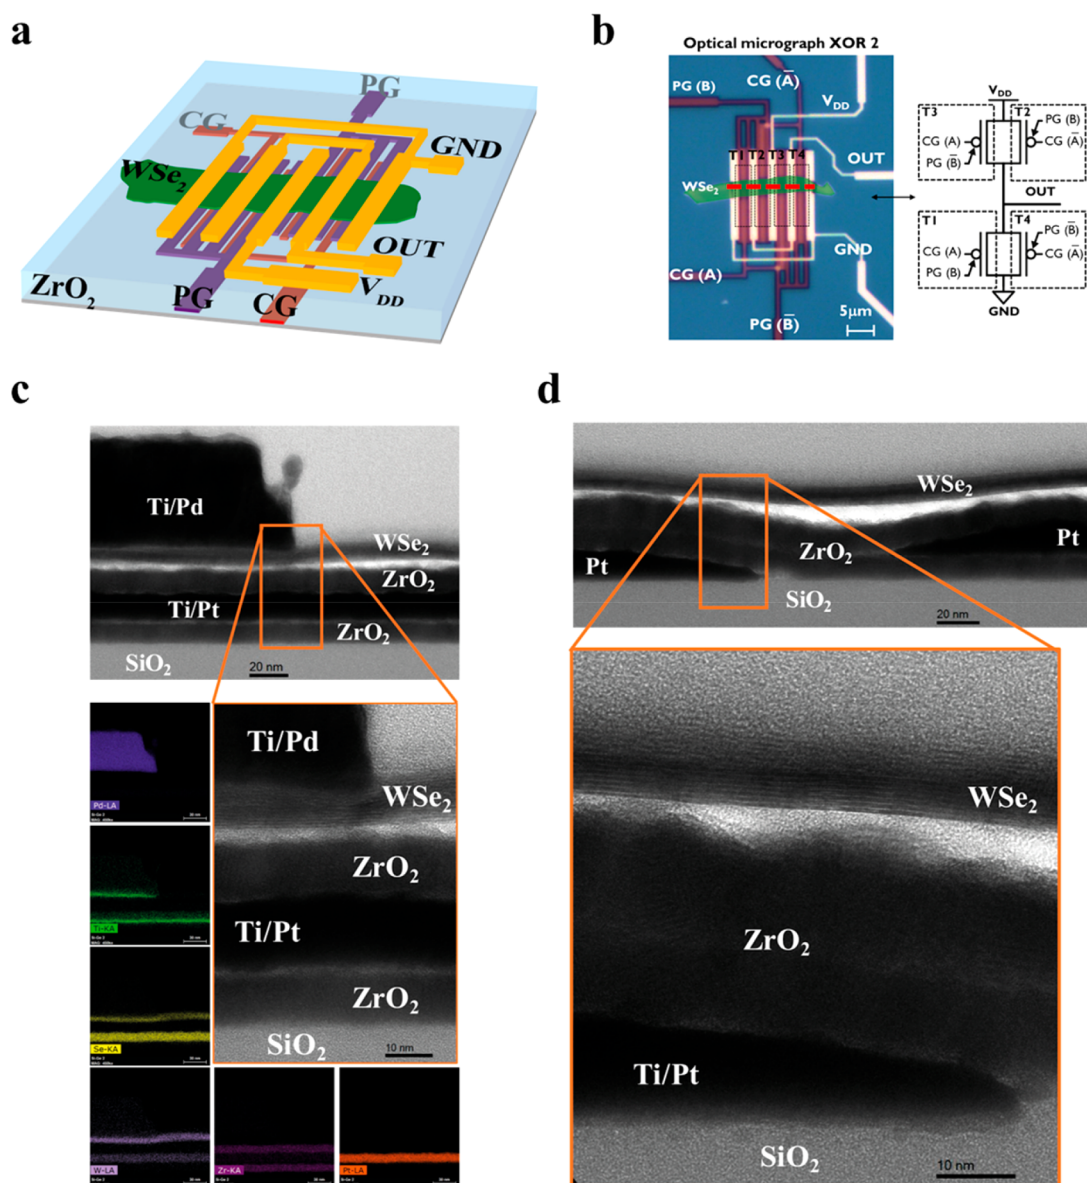 a
PG
CG
GND
WSe2
OUT
VDD
ZrO2
PG
CG
b
Optical micrograph XOR 2
CG (A̅)
PG (B)
VDD
T1 T2 T3 T4
OUT
WSe2
GND
CG (A)
PG (B̅)
5μm
VDD
T3
T2
PG (B)
CG (A)
CG (A̅)
PG (B̅)
OUT
T1
T4
PG (B̅)
CG (A)
CG (A̅)
PG (B)
GND
c
Ti/Pd
WSe2
ZrO2
Ti/Pt
ZrO2
SiO2
20 nm
Pd-LA
Ti-KA
Se-KA
W-LA
Zr-KA
Pt-LA
Ti/Pd
WSe2
ZrO2
Ti/Pt
ZrO2
SiO2
10 nm
d
WSe2
ZrO2
Pt
Pt
SiO2
20 nm
WSe2
ZrO2
Ti/Pt
SiO2
10 nm